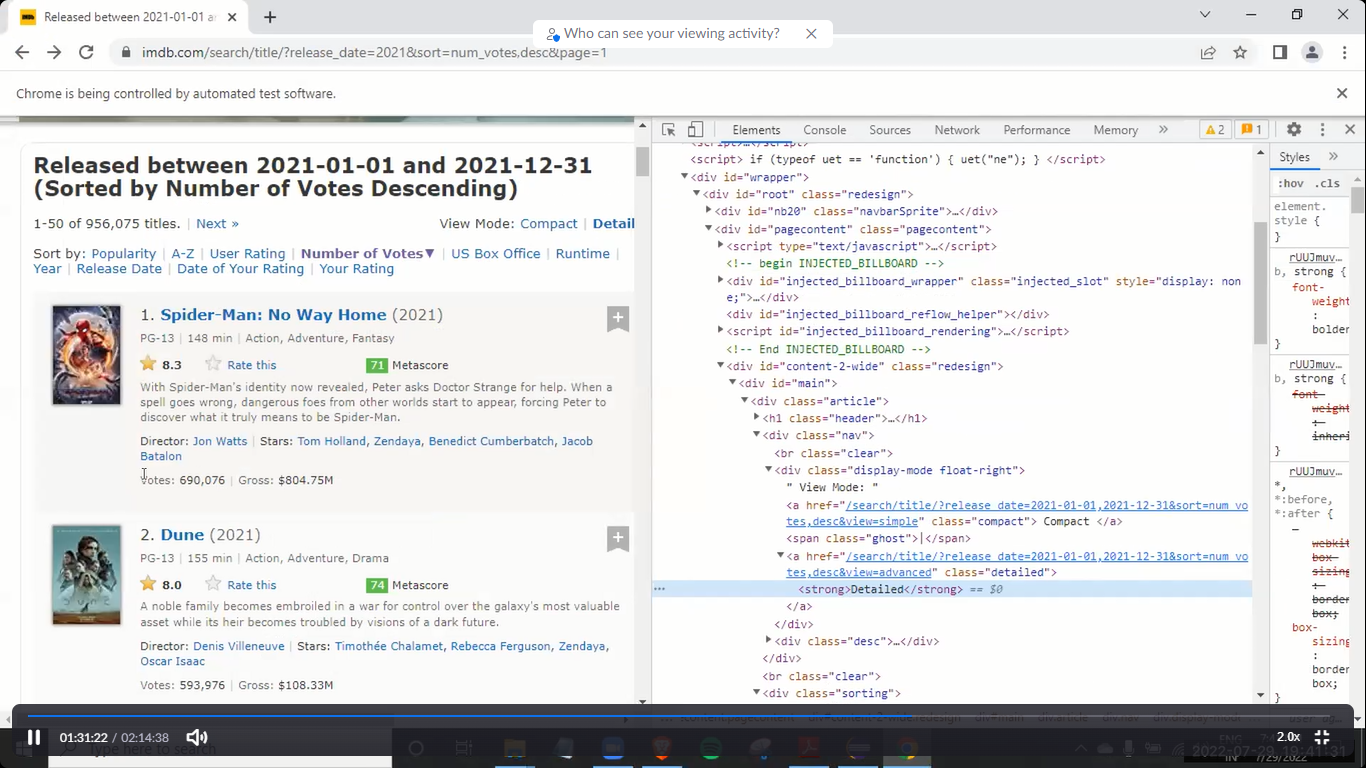 Released between 2021-01-01 an
Who can see your viewing activity?
imdb.com/search/title/?release_date=2021&sort=num_votes,desc&page=1
Chrome is being controlled by automated test software.
Released between 2021-01-01 and 2021-12-31
(Sorted by Number of Votes Descending)
1-50 of 956,075 titles. | Next » View Mode: Compact | Detail
Sort by: Popularity | A-Z | User Rating | Number of Votes▼ | US Box Office | Runtime |
Year | Release Date | Date of Your Rating | Your Rating
1. Spider-Man: No Way Home (2021)
PG-13 | 148 min | Action, Adventure, Fantasy
8.3 Rate this 71 Metascore
With Spider-Man's identity now revealed, Peter asks Doctor Strange for help. When a
spell goes wrong, dangerous foes from other worlds start to appear, forcing Peter to
discover what it truly means to be Spider-Man.
Director: Jon Watts | Stars: Tom Holland, Zendaya, Benedict Cumberbatch, Jacob
Batalon
Votes: 690,076 | Gross: $804.75M
2. Dune (2021)
PG-13 | 155 min | Action, Adventure, Drama
8.0 Rate this 74 Metascore
A noble family becomes embroiled in a war for control over the galaxy's most valuable
asset while its heir becomes troubled by visions of a dark future.
Director: Denis Villeneuve | Stars: Timothée Chalamet, Rebecca Ferguson, Zendaya,
Oscar Isaac
Votes: 593,976 | Gross: $108.33M
Elements Console Sources Network Performance Memory » 2 1
<script>…</script>
<script> if (typeof uet == 'function') { uet("ne"); } </script>
<div id="wrapper">
<div id="root" class="redesign">
<div id="nb20" class="navbarSprite">…</div>
<div id="pagecontent" class="pagecontent">
<script type="text/javascript">…</script>
<!-- begin INJECTED_BILLBOARD -->
<div id="injected_billboard_wrapper" class="injected_slot" style="display: non
e;">…</div>
<div id="injected_billboard_reflow_helper"></div>
<script id="injected_billboard_rendering">…</script>
<!-- End INJECTED_BILLBOARD -->
<div id="content-2-wide" class="redesign">
<div id="main">
<div class="article">
<h1 class="header">…</h1>
<div class="nav">
<br class="clear">
<div class="display-mode float-right">
" View Mode: "
<a href="/search/title/?release_date=2021-01-01,2021-12-31&sort=num_vo
tes,desc&view=simple" class="compact"> Compact </a>
<span class="ghost">|</span>
<a href="/search/title/?release_date=2021-01-01,2021-12-31&sort=num_vo
tes,desc&view=advanced" class="detailed">
<strong>Detailed</strong> == $0
</a>
</div>
<div class="desc">…</div>
</div>
<br class="clear">
<div class="sorting">
Styles »
:hov .cls
element.
style {
}
rUUJmuv…
b, strong {
font-
weight
:
bolder
}
rUUJmuv…
b, strong {
font-
weight
:
inheri
}
rUUJmuv…
*,
*:before,
*:after {
webkit
box-
sizing
:
border
box;
box-
sizing
:
border
box;
}
01:31:22 / 02:14:38 2.0x
Type here to search
2022-07-29 19:41:31
7/29/2022